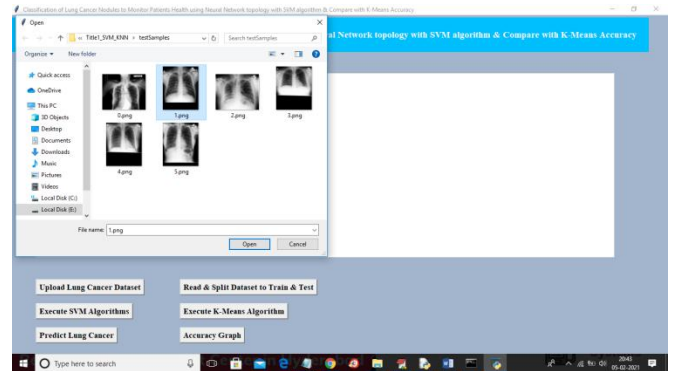 Classification of Lung Cancer Nodules to Monitor Patients Health using Neural Network topology with SVM algorithm & Compare with K-Means Accuracy
Open
al Network topology with SVM algorithm & Compare with K-Means Accuracy
« Title1_SVM_KNN › testSamples
Search testSamples
Organize
New folder
Quick access
OneDrive
This PC
3D Objects
Desktop
Documents
Downloads
Music
Pictures
Videos
Local Disk (C:)
Local Disk (E:)
0.png
1.png
2.png
3.png
4.png
5.png
File name:
1.png
Open
Cancel
Upload Lung Cancer Dataset
Read & Split Dataset to Train & Test
Execute SVM Algorithms
Execute K-Means Algorithm
Predict Lung Cancer
Accuracy Graph
Type here to search
20:43
05-02-2021